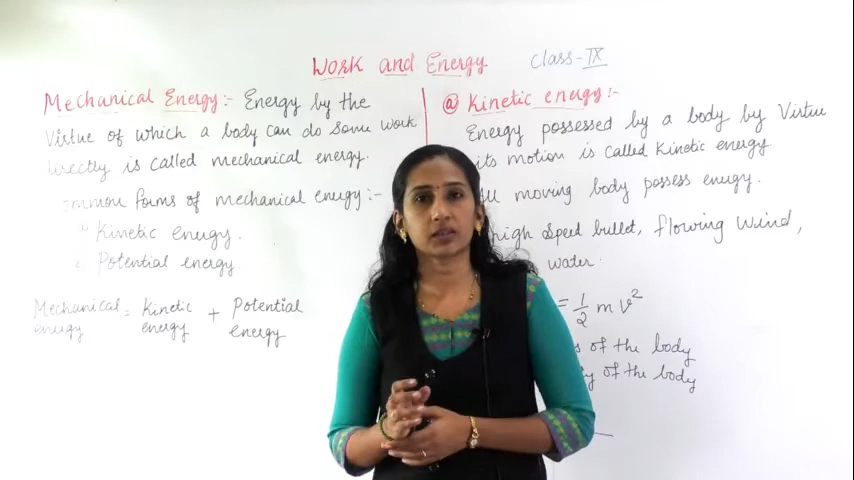 Work and Energy class-IX
Mechanical Energy:- Energy by the
virtue of which a body can do some work
directly is called mechanical energy.
ommon forms of mechanical energy:-
Kinetic energy.
Potential energy.
Mechanical energy = Kinetic energy + Potential energy
(a) Kinetic energy:-
Energy possessed by a body by Virtue
its motion is called Kinetic energy
moving body possess energy.
high Speed bullet, flowing Wind,
water.
= 1/2 m v²
of the body
of the body